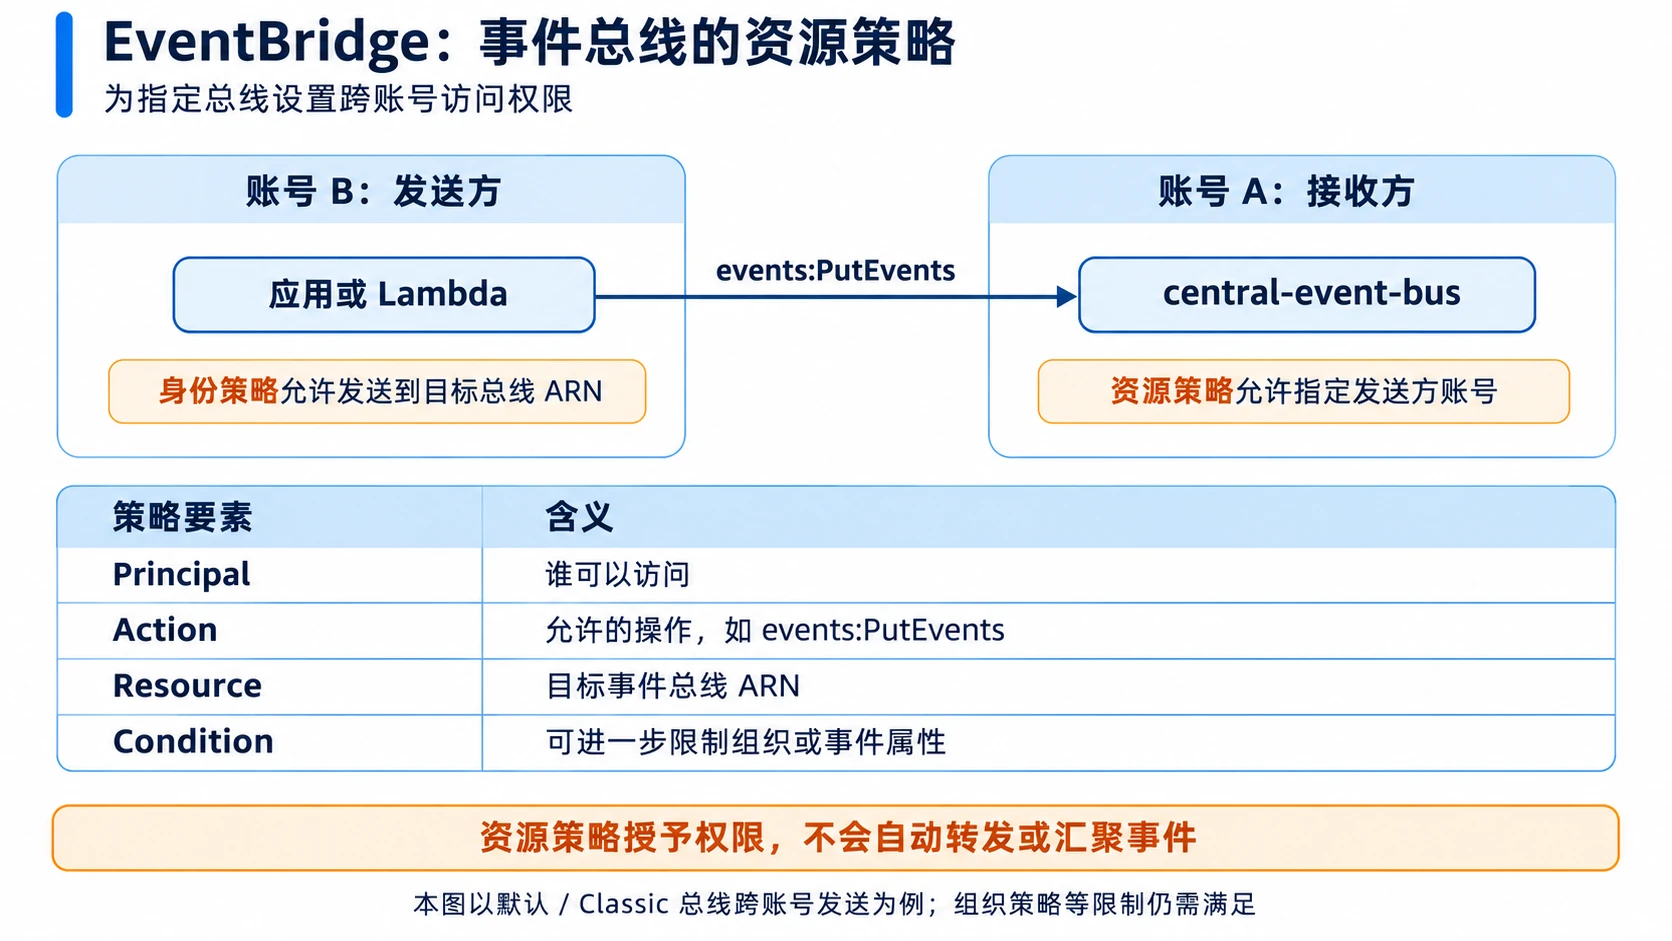 EventBridge：事件总线的资源策略
为指定总线设置跨账号访问权限
账号 B：发送方
应用或 Lambda
身份策略允许发送到目标总线 ARN
events:PutEvents
账号 A：接收方
central-event-bus
资源策略允许指定发送方账号
策略要素 含义
Principal 谁可以访问
Action 允许的操作，如 events:PutEvents
Resource 目标事件总线 ARN
Condition 可进一步限制组织或事件属性
资源策略授予权限，不会自动转发或汇聚事件
本图以默认 / Classic 总线跨账号发送为例；组织策略等限制仍需满足